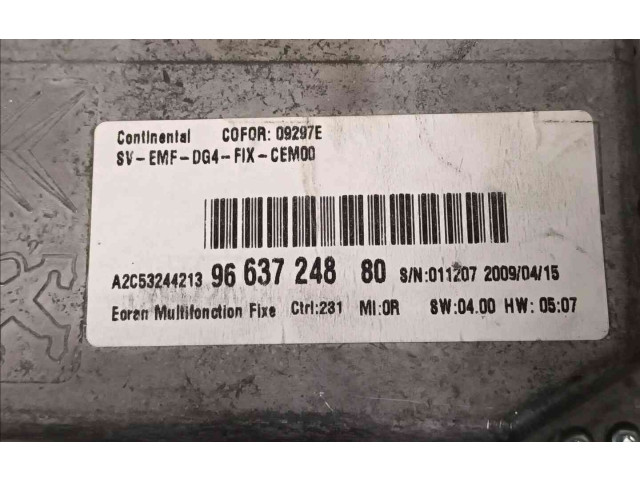 Continental COFOR: 09297E
SV-EMF-DG4-FIX-CEM00
A2C53244213 96 637 248 80 S/N:011207 2009/04/15
Ecran Multifonction Fixe Ctrl:231 MI:0R SW:04.00 HW: 05:07